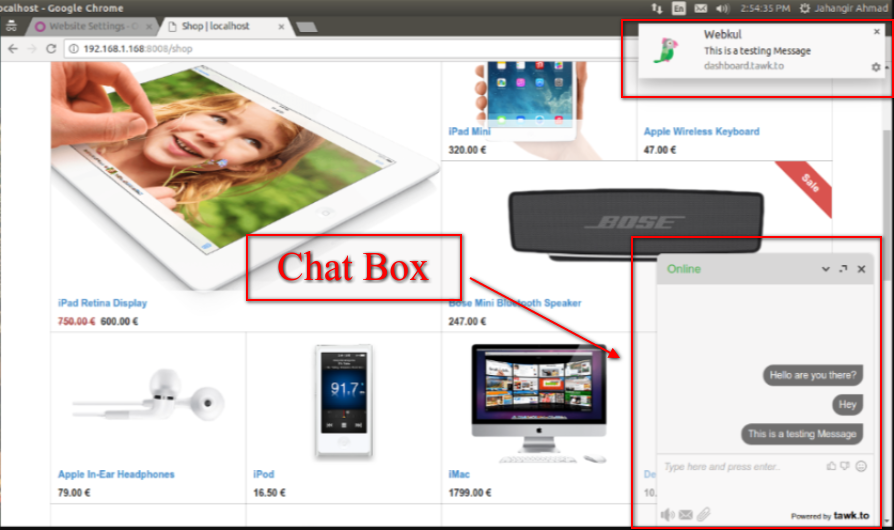 ocalhost - Google Chrome
En
2:54:35 PM
Jahangir Ahmad
Website Settings - O
Shop | localhost
192.168.1.168:8008/shop
Webkul
This is a testing Message
dashboard.tawk.to
iPad Mini
320.00 €
Apple Wireless Keyboard
47.00 €
Sale
BOSE
Chat Box
iPad Retina Display
750.00 € 600.00 €
Bose Mini Bluetooth Speaker
247.00 €
Online
Hello are you there?
Hey
This is a testing Message
Type here and press enter..
Powered by tawk.to
91.7
Apple In-Ear Headphones
79.00 €
iPod
16.50 €
iMac
1799.00 €
De
10.